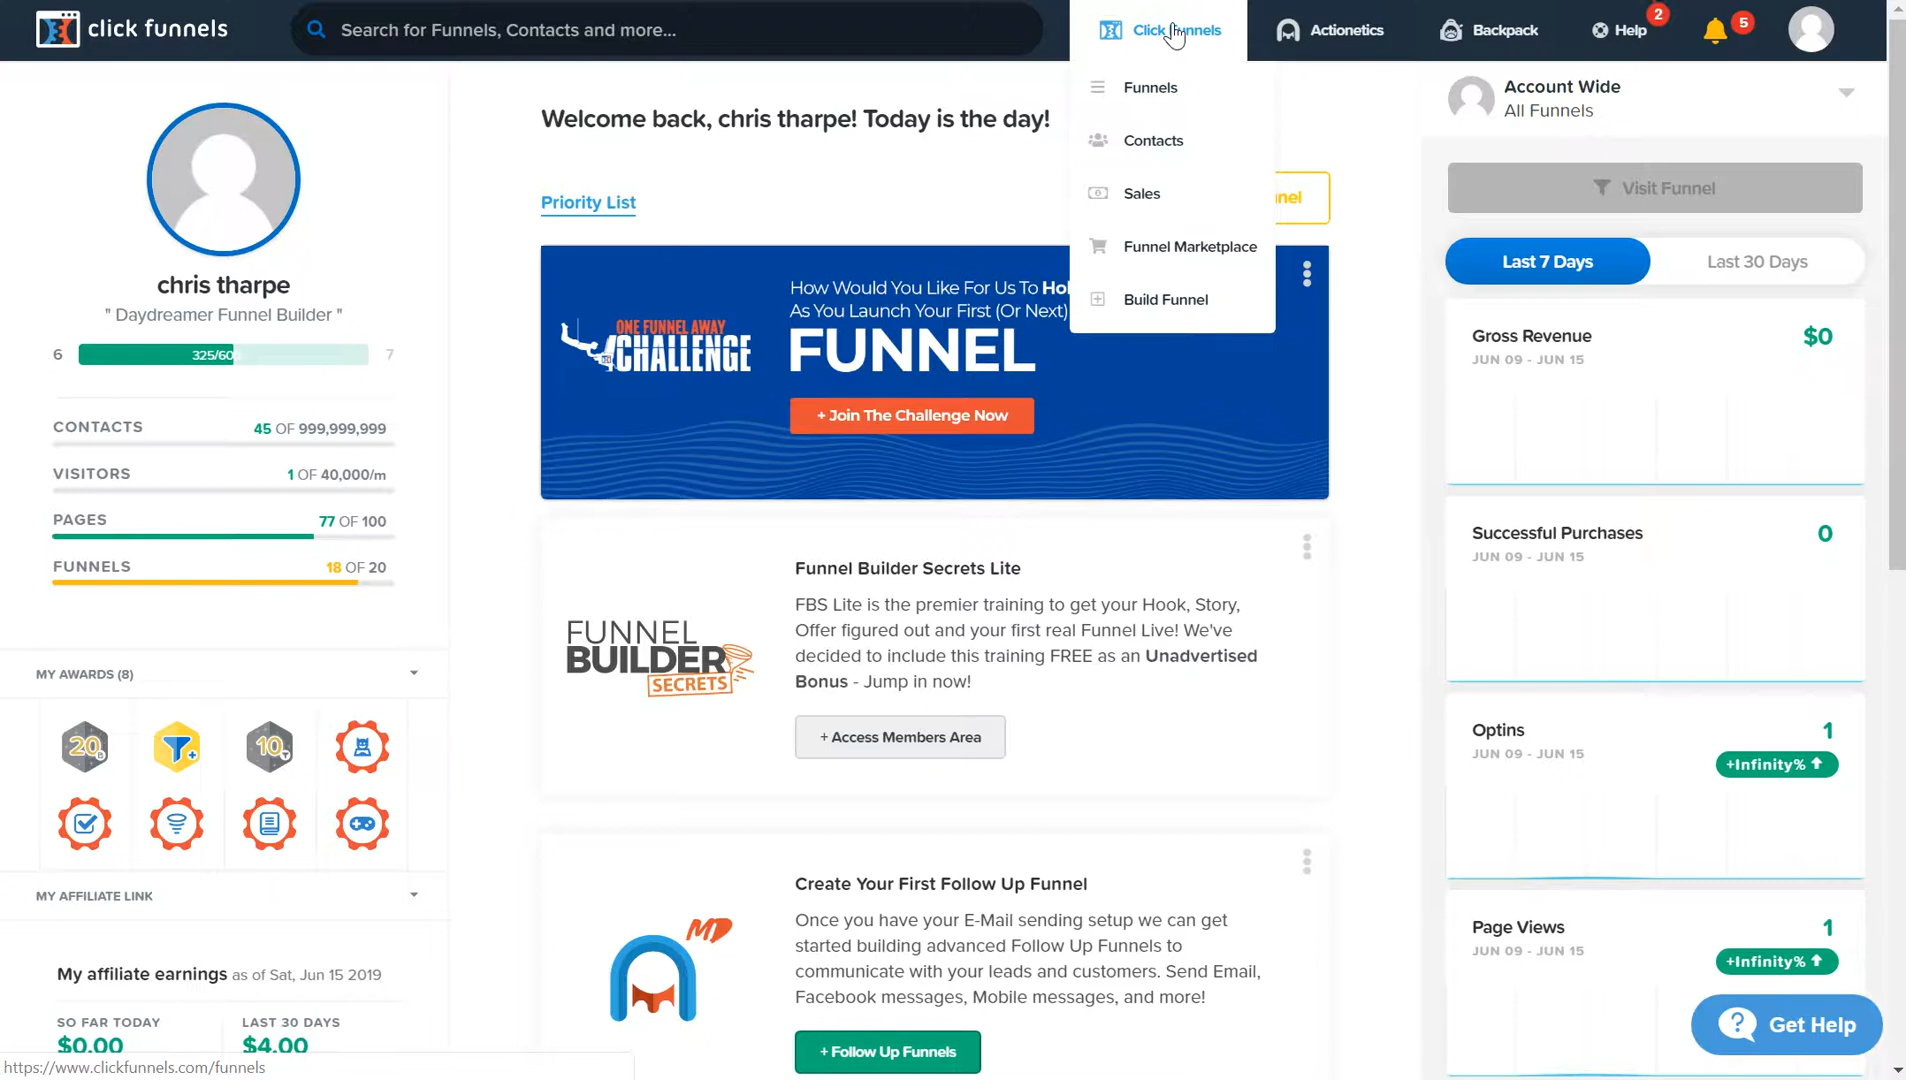 click funnels
Search for Funnels, Contacts and more...
Click Funnels
Actionetics
Backpack
Help
2
5
Funnels
Contacts
Sales
Funnel Marketplace
Build Funnel
chris tharpe
" Daydreamer Funnel Builder "
6
7
CONTACTS 45 OF 999,999,999
VISITORS 1 OF 40,000/m
PAGES 77 OF 100
FUNNELS 18 OF 20
MY AWARDS (8)
20
10
MY AFFILIATE LINK
My affiliate earnings as of Sat, Jun 15 2019
SO FAR TODAY
$0.00
LAST 30 DAYS
$4.00
https://www.clickfunnels.com/funnels
Welcome back, chris tharpe! Today is the day!
Priority List
ONE FUNNEL AWAY
CHALLENGE
How Would You Like For Us To
As You Launch Your First (Or Next)
FUNNEL
+ Join The Challenge Now
FUNNEL
BUILDER
SECRETS
Funnel Builder Secrets Lite
FBS Lite is the premier training to get your Hook, Story,
Offer figured out and your first real Funnel Live! We've
decided to include this training FREE as an Unadvertised
Bonus - Jump in now!
+ Access Members Area
MD
Create Your First Follow Up Funnel
Once you have your E-Mail sending setup we can get
started building advanced Follow Up Funnels to
communicate with your leads and customers. Send Email,
Facebook messages, Mobile messages, and more!
+ Follow Up Funnels
Account Wide
All Funnels
Visit Funnel
Last 7 Days
Last 30 Days
Gross Revenue $0
JUN 09 - JUN 15
Successful Purchases 0
JUN 09 - JUN 15
Optins 1
JUN 09 - JUN 15
+Infinity%
Page Views 1
JUN 09 - JUN 15
+Infinity%
? Get Help